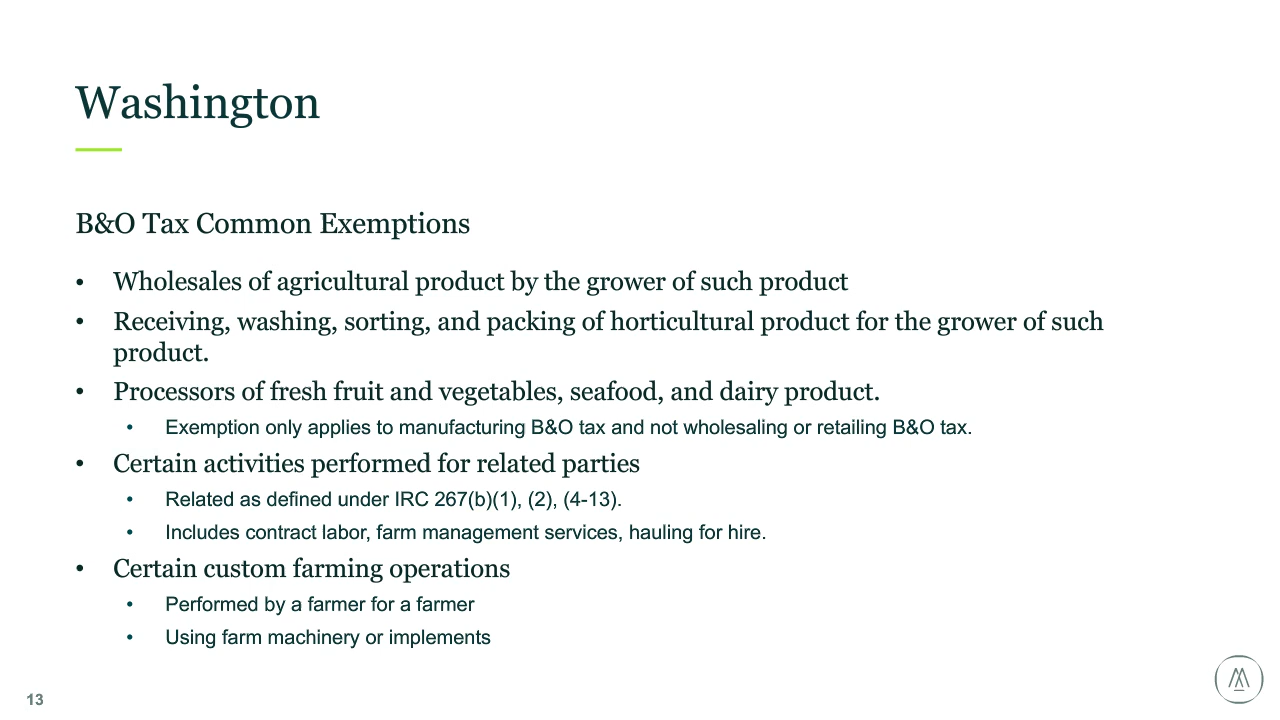 Washington
B&O Tax Common Exemptions
• Wholesales of agricultural product by the grower of such product
• Receiving, washing, sorting, and packing of horticultural product for the grower of such
product.
• Processors of fresh fruit and vegetables, seafood, and dairy product.
• Exemption only applies to manufacturing B&O tax and not wholesaling or retailing B&O tax.
• Certain activities performed for related parties
• Related as defined under IRC 267(b)(1), (2), (4-13).
• Includes contract labor, farm management services, hauling for hire.
• Certain custom farming operations
• Performed by a farmer for a farmer
• Using farm machinery or implements
13